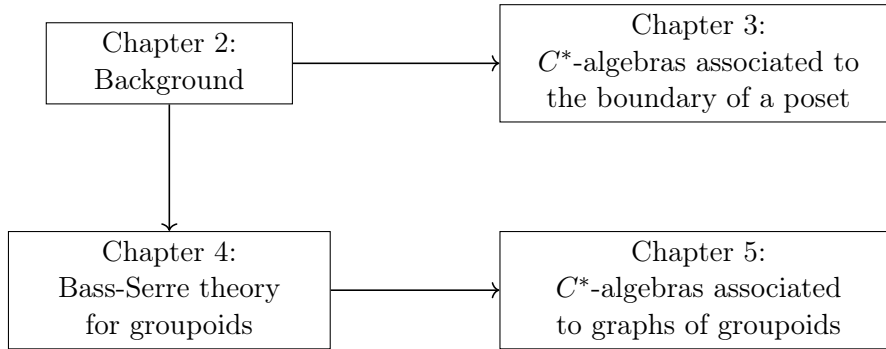 Chapter 2:
Background
Chapter 3:
C*-algebras associated to
the boundary of a poset
Chapter 4:
Bass-Serre theory
for groupoids
Chapter 5:
C*-algebras associated
to graphs of groupoids